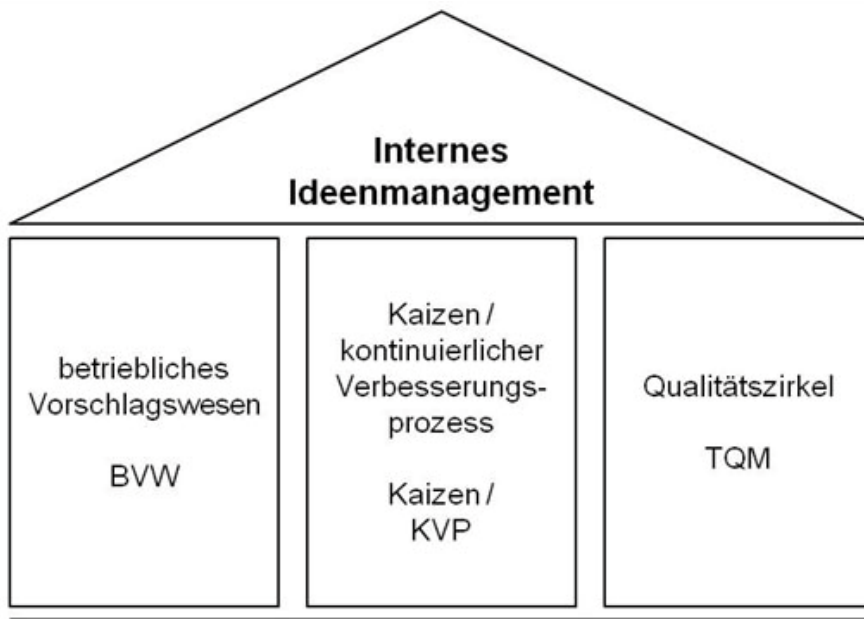 Internes
Ideenmanagement
betriebliches
Vorschlagswesen
BVW
Kaizen /
kontinuierlicher
Verbesserungs-
prozess
Kaizen /
KVP
Qualitätszirkel
TQM